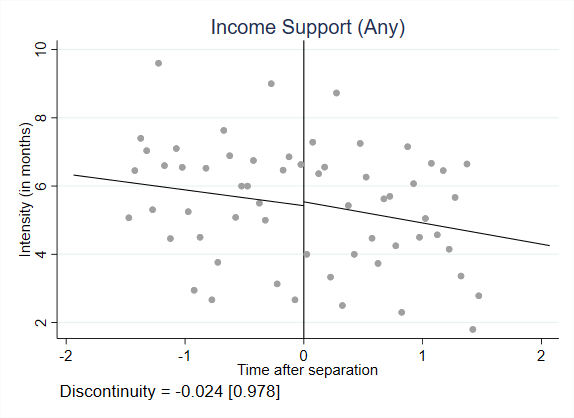 Income Support (Any)
Intensity (in months)
10
8
6
4
2
-2 -1 0 1 2
Time after separation
Discontinuity = -0.024 [0.978]